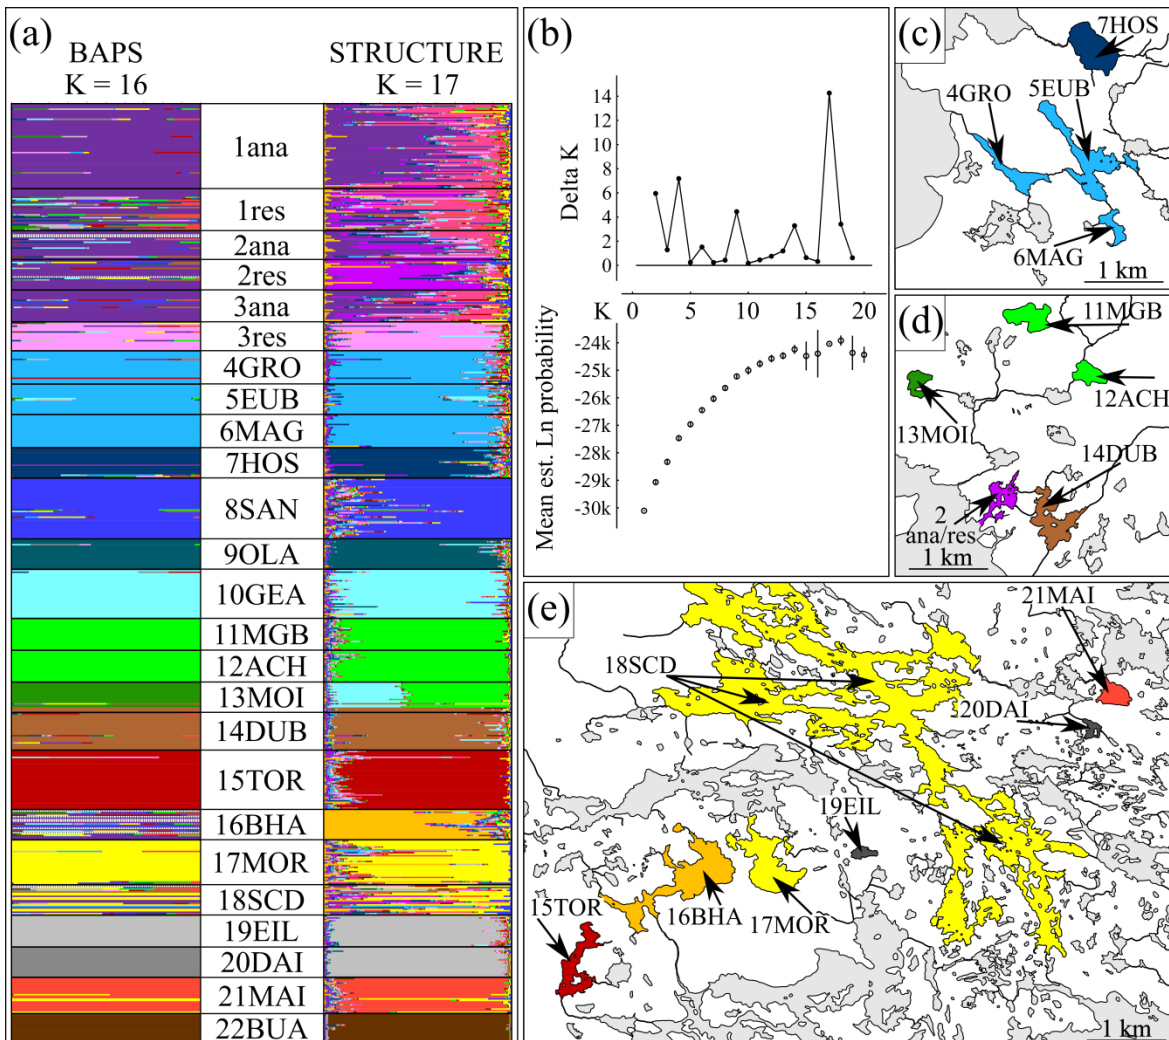 (a)
BAPS
K = 16
STRUCTURE
K = 17
1ana
1res
2ana
2res
3ana
3res
4GRO
5EUB
6MAG
7HOS
8SAN
9OLA
10GEA
11MGB
12ACH
13MOI
14DUB
15TOR
16BHA
17MOR
18SCD
19EIL
20DAI
21MAI
22BUA
(b)
Delta K
14
12
10
8
6
4
2
0
K 0 5 10 15 20
Mean est. Ln probability
-24k
-25k
-26k
-27k
-28k
-29k
-30k
(c)
7HOS
4GRO
5EUB
6MAG
1 km
(d)
11MGB
12ACH
13MOI
14DUB
2
ana/res
1 km
(e)
21MAI
18SCD
20DAI
19EIL
15TOR
16BHA
17MOR
1 km